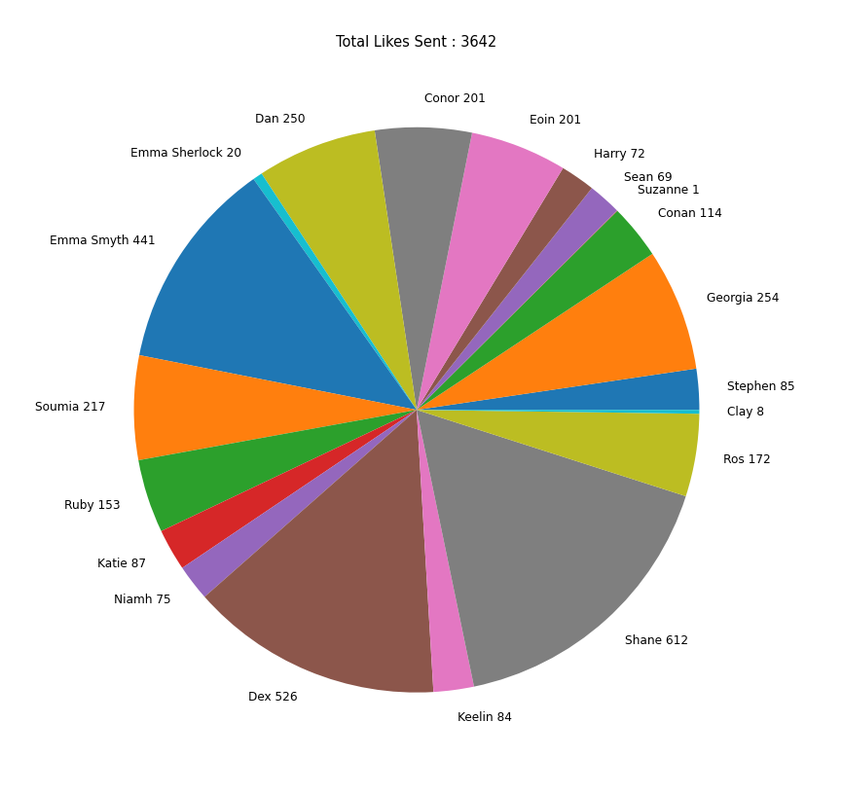 Total Likes Sent : 3642
Conor 201
Dan 250
Eoin 201
Emma Sherlock 20
Harry 72
Sean 69
Suzanne 1
Conan 114
Emma Smyth 441
Georgia 254
Stephen 85
Soumia 217
Clay 8
Ros 172
Ruby 153
Katie 87
Niamh 75
Shane 612
Dex 526
Keelin 84